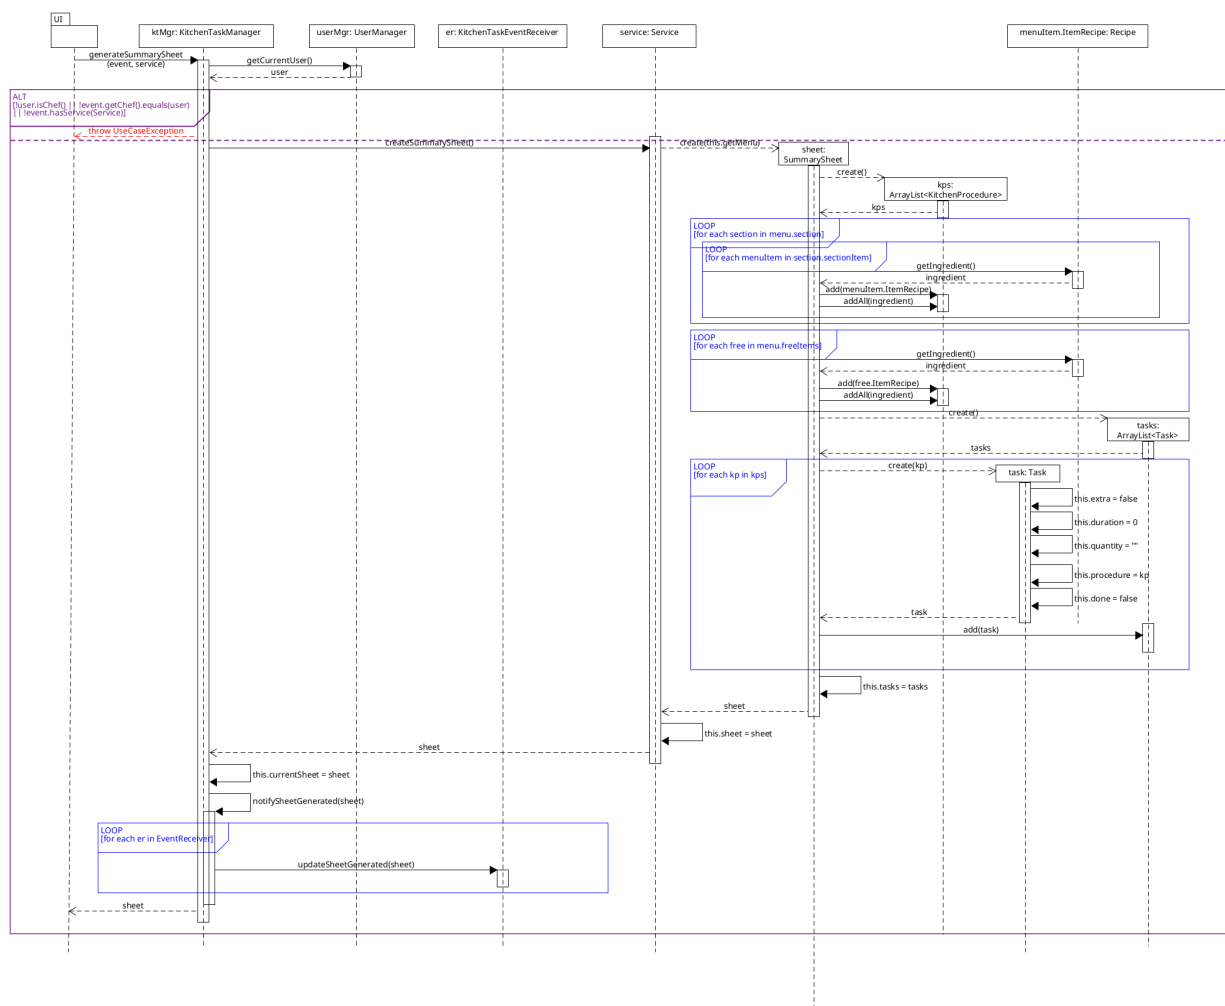 UI
ktMgr: KitchenTaskManager
userMgr: UserManager
er: KitchenTaskEventReceiver
service: Service
menuItem.ItemRecipe: Recipe
generateSummarySheet
(event, service)
getCurrentUser()
user
ALT
[!user.isChef() || !event.getChef().equals(user)
|| !event.hasService(Service)]
throw UseCaseException
createSummarySheet()
create(this.getMenu)
sheet:
SummarySheet
create()
kps:
ArrayList<KitchenProcedure>
kps
LOOP
[for each section in menu.section]
LOOP
[for each menuItem in section.sectionItem]
getIngredient()
ingredient
add(menuItem.ItemRecipe)
addAll(ingredient)
LOOP
[for each free in menu.freeItems]
getIngredient()
ingredient
add(free.ItemRecipe)
addAll(ingredient)
create()
tasks:
ArrayList<Task>
tasks
LOOP
[for each kp in kps]
create(kp)
task: Task
this.extra = false
this.duration = 0
this.quantity = ""
this.procedure = kp
this.done = false
task
add(task)
this.tasks = tasks
sheet
this.sheet = sheet
sheet
this.currentSheet = sheet
notifySheetGenerated(sheet)
LOOP
[for each er in EventReceiver]
updateSheetGenerated(sheet)
sheet